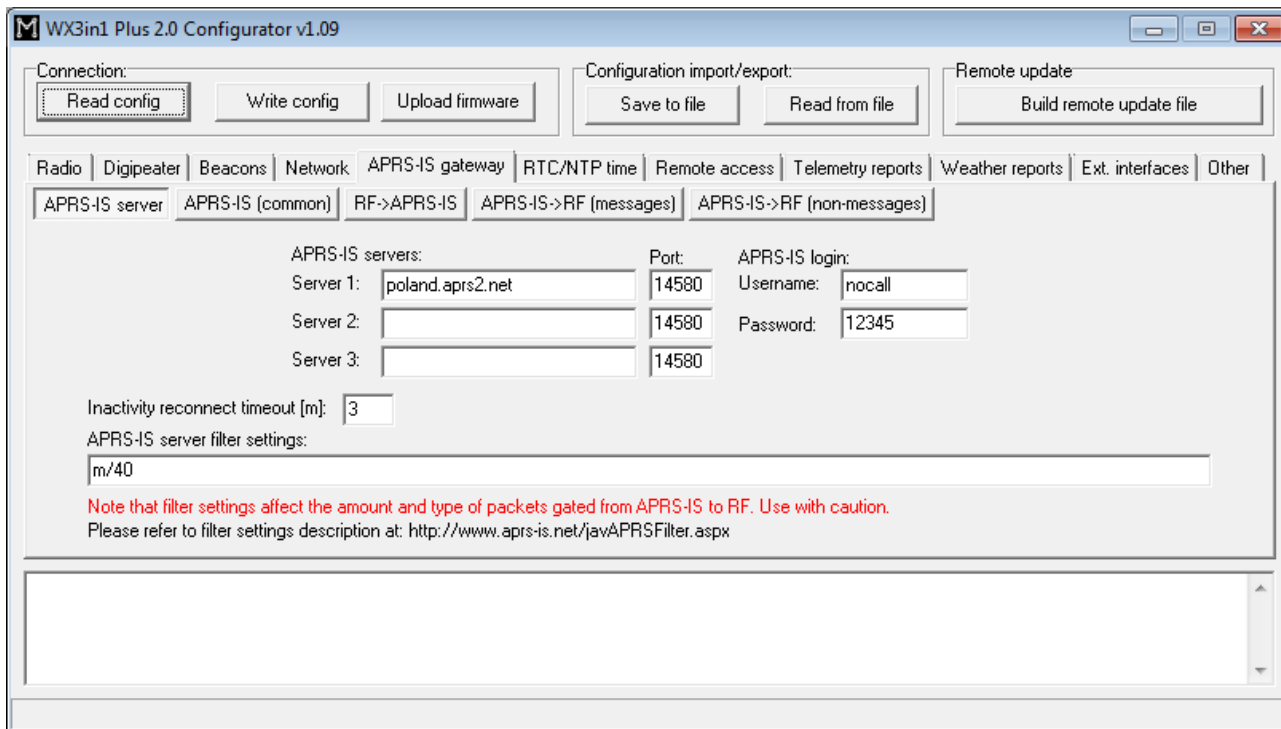 WX3in1 Plus 2.0 Configurator v1.09
Connection:
Read config Write config Upload firmware
Configuration import/export:
Save to file Read from file
Remote update
Build remote update file
Radio Digipeater Beacons Network APRS-IS gateway RTC/NTP time Remote access Telemetry reports Weather reports Ext. interfaces Other
APRS-IS server APRS-IS (common) RF->APRS-IS APRS-IS->RF (messages) APRS-IS->RF (non-messages)
APRS-IS servers: Port: APRS-IS login:
Server 1: poland.aprs2.net 14580 Username: nocall
Server 2: 14580 Password: 12345
Server 3: 14580
Inactivity reconnect timeout [m]: 3
APRS-IS server filter settings:
m/40
Note that filter settings affect the amount and type of packets gated from APRS-IS to RF. Use with caution.
Please refer to filter settings description at: http://www.aprs-is.net/javAPRSFilter.aspx